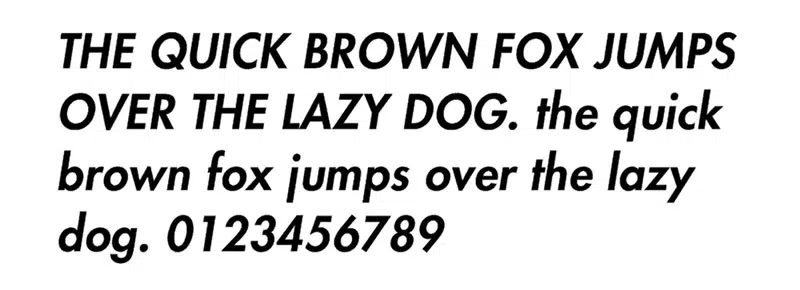 THE QUICK BROWN FOX JUMPS
OVER THE LAZY DOG. the quick
brown fox jumps over the lazy
dog. 0123456789